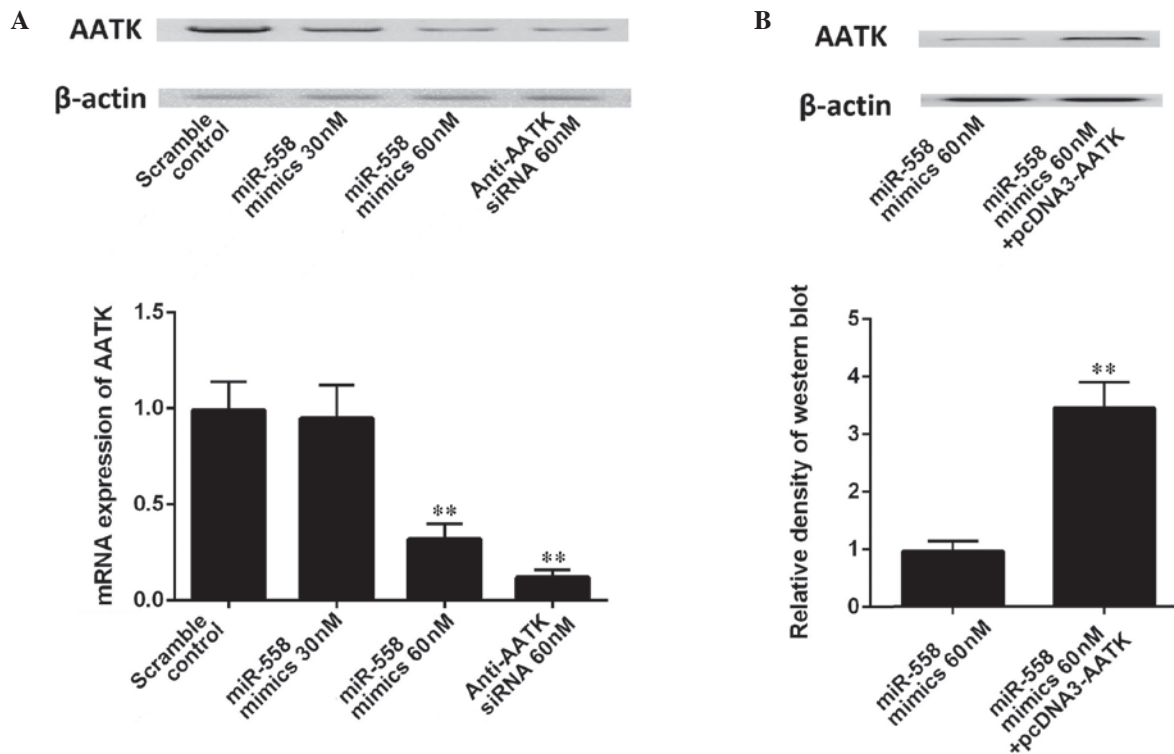 A
AATK
β-actin
Scramble
control
miR-558
mimics 30nM
miR-558
mimics 60nM
Anti-AATK
siRNA 60nM
mRNA expression of AATK
1.5
1.0
0.5
0.0
**
**
Scramble
control
miR-558
mimics 30nM
miR-558
mimics 60nM
Anti-AATK
siRNA 60nM
B
AATK
β-actin
miR-558
mimics 60nM
miR-558
mimics 60nM
+pcDNA3-AATK
Relative density of western blot
5
4
3
2
1
0
**
miR-558
mimics 60nM
miR-558
mimics 60nM
+pcDNA3-AATK